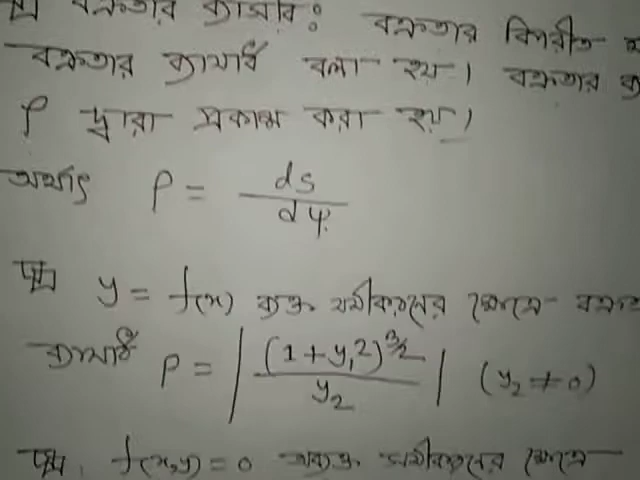 বক্রতার ব্যাসার্ধ: বক্রতার বিপরীত
বক্রতার ব্যাসার্ধ বলা হয়। বক্রতার
ρ দ্বারা প্রকাশ করা হয়।
অর্থাৎ ρ = ds/dψ
y = f(x) ব্যক্ত সমীকরণের ক্ষেত্রে
ব্যাসার্ধ ρ = |(1+y₁2)^3/2 / y₂| (y₂ ≠ 0)
f(x,y) = 0 অব্যক্ত সমীকরণের ক্ষেত্রে